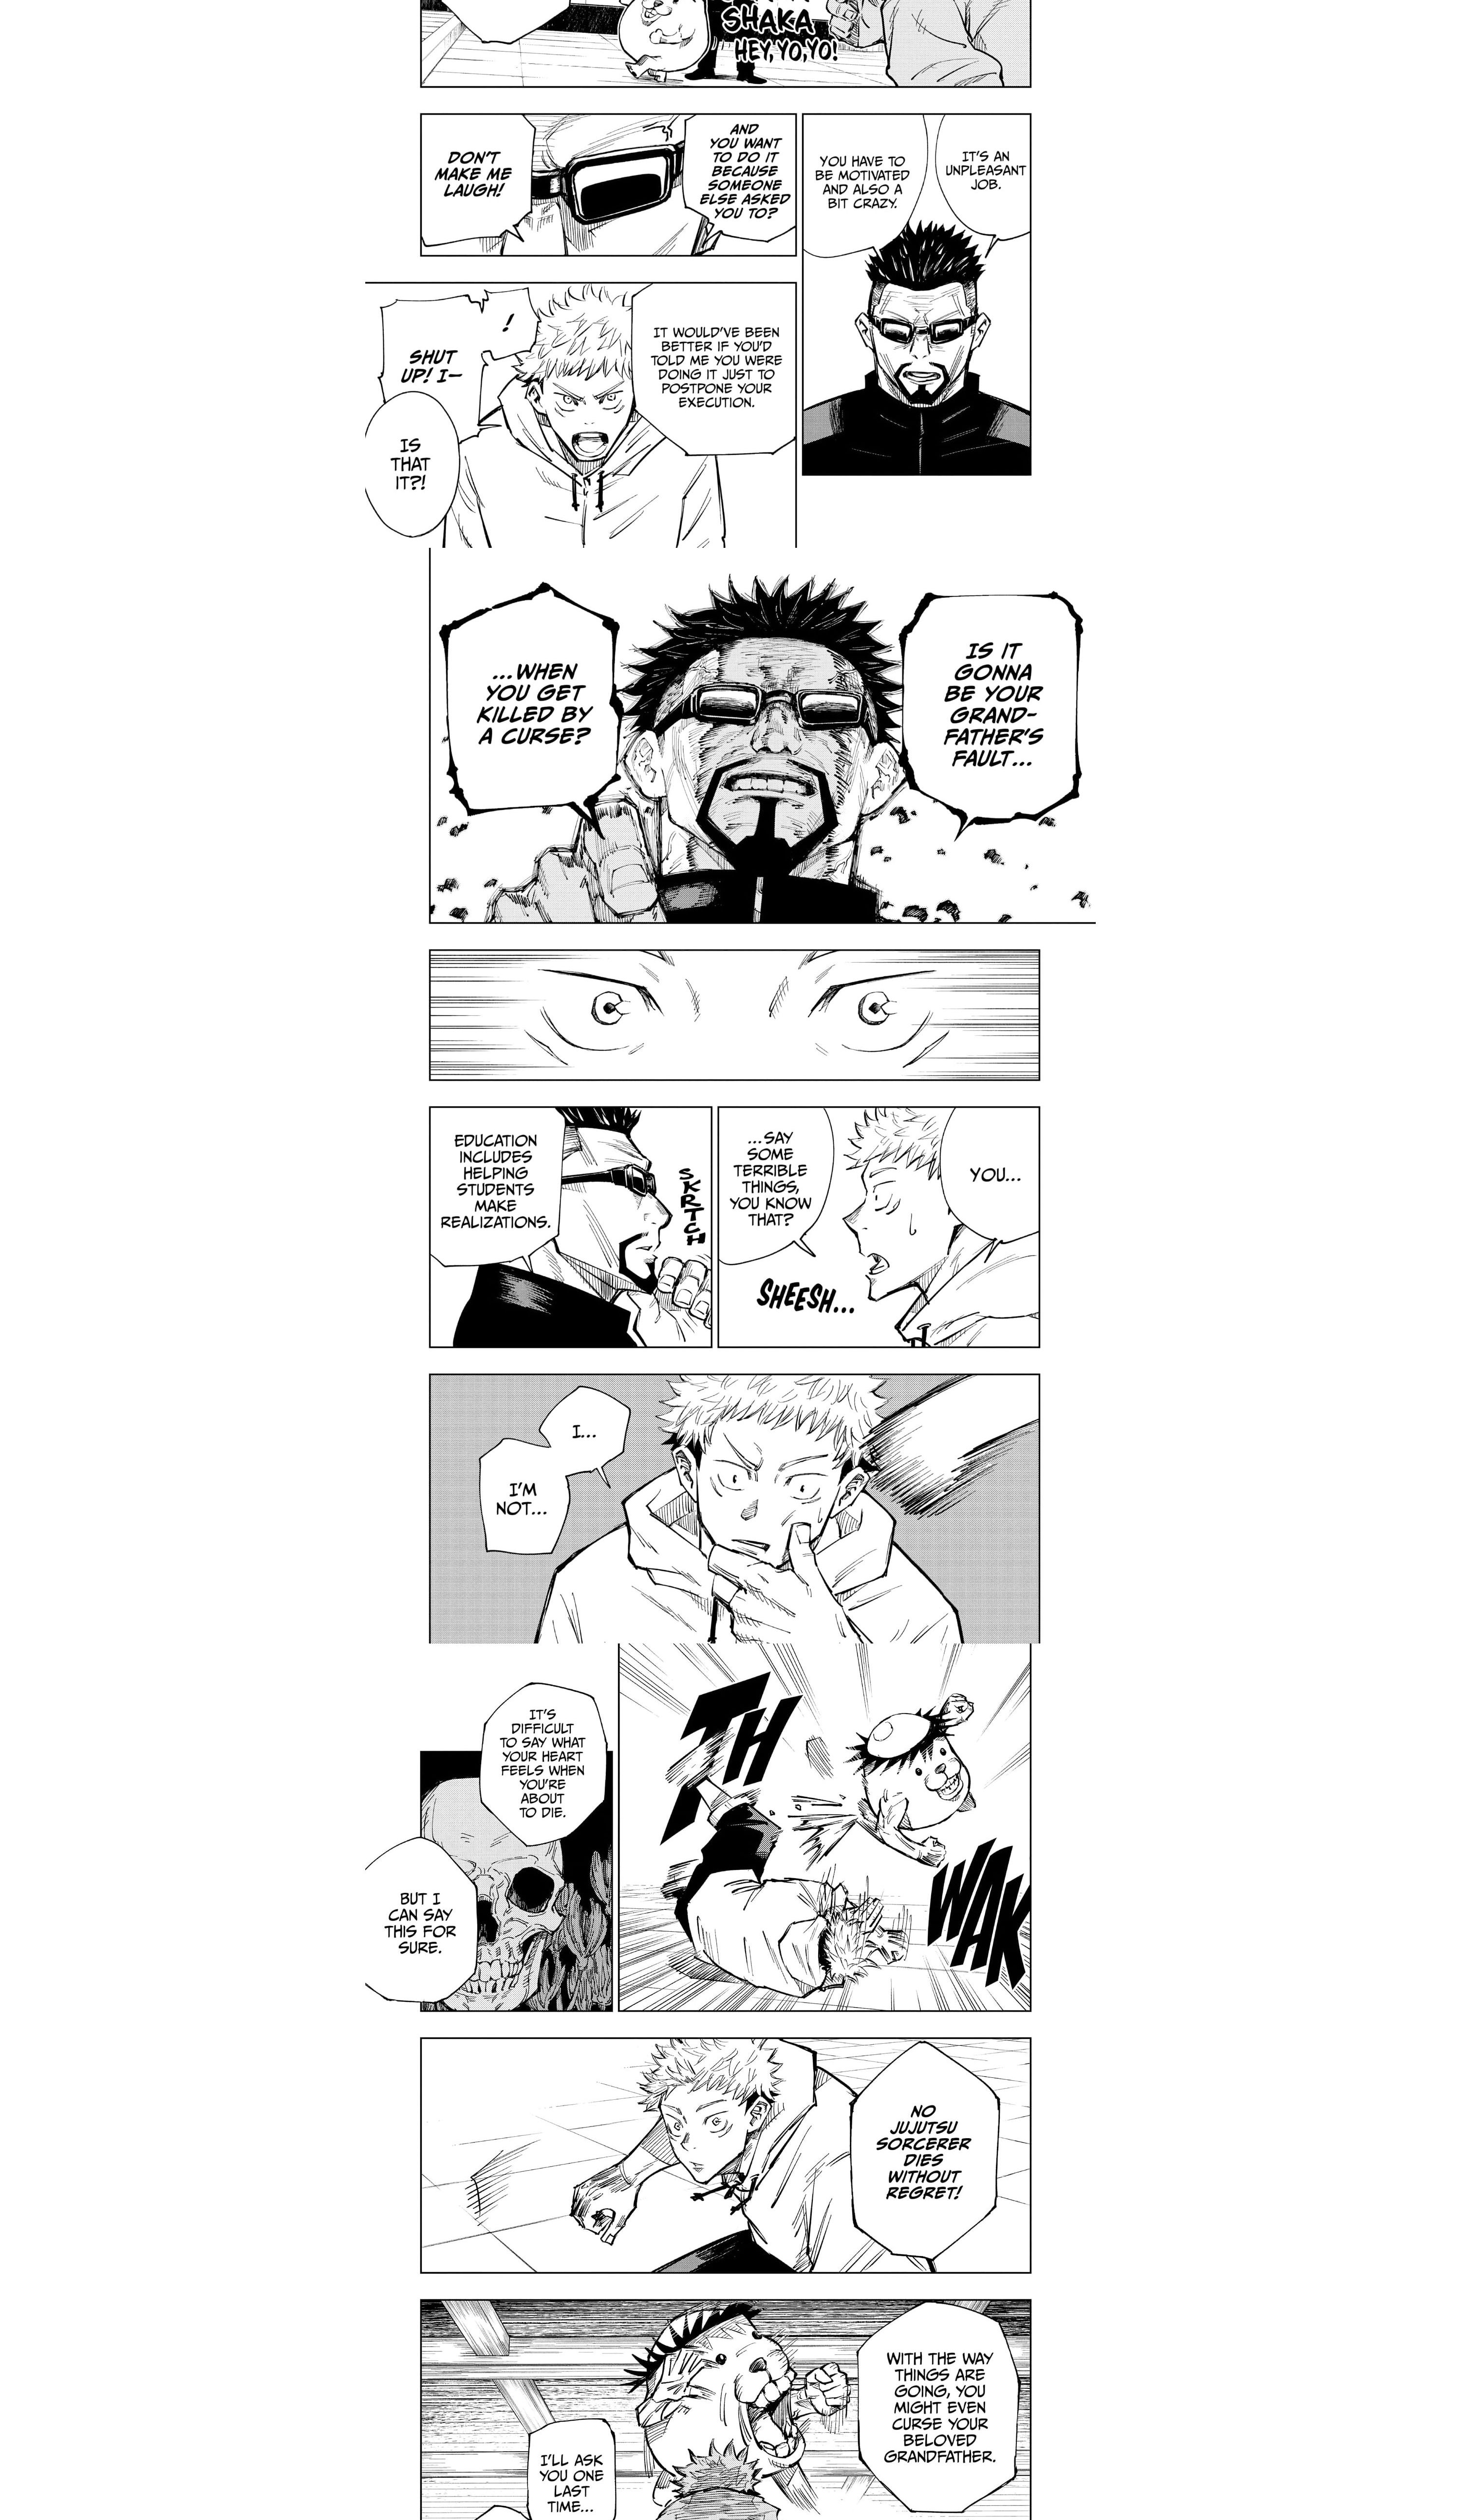 SHAKA
HEY, YO, YO!
IT'S AN
UNPLEASANT
JOB.
YOU HAVE TO
BE MOTIVATED
AND ALSO A
BIT CRAZY.
AND
YOU WANT
TO DO IT
BECAUSE
SOMEONE
ELSE ASKED
YOU TO?
DON'T
MAKE ME
LAUGH!
IT WOULD'VE BEEN
BETTER IF YOU'D
TOLD ME YOU WERE
DOING IT JUST TO
POSTPONE YOUR
EXECUTION.
!
SHUT
UP! I—
IS
THAT
IT?!
IS IT
GONNA
BE YOUR
GRAND-
FATHER'S
FAULT...
...WHEN
YOU GET
KILLED BY
A CURSE?
YOU...
...SAY
SOME
TERRIBLE
THINGS,
YOU KNOW
THAT?
SHEESH...
SKRTCH
EDUCATION
INCLUDES
HELPING
STUDENTS
MAKE
REALIZATIONS.
I...
I'M
NOT...
THWAK
IT'S
DIFFICULT
TO SAY WHAT
YOUR HEART
FEELS WHEN
YOU'RE
ABOUT
TO DIE.
BUT I
CAN SAY
THIS FOR
SURE.
NO
JUJUTSU
SORCERER
DIES
WITHOUT
REGRET!
WITH THE WAY
THINGS ARE
GOING, YOU
MIGHT EVEN
CURSE YOUR
BELOVED
GRANDFATHER.
I'LL ASK
YOU ONE
LAST
TIME...